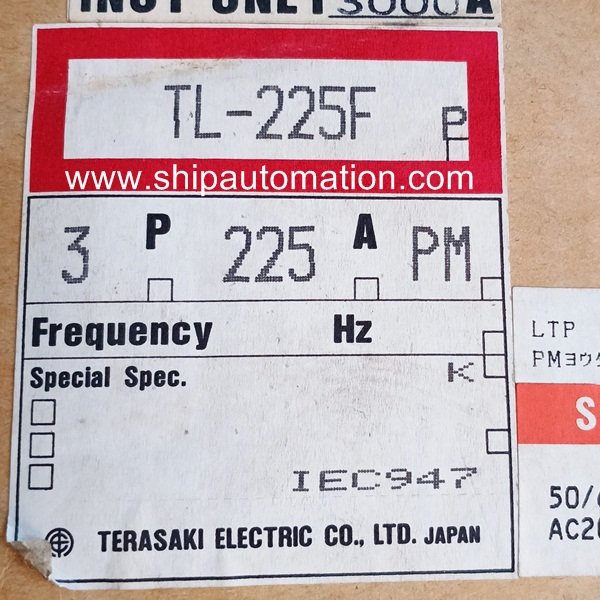 INST ONLY 3000A
TL-225F P
www.shipautomation.com
3 P 225 A PM
Frequency Hz
Special Spec. K
IEC947
TERASAKI ELECTRIC CO., LTD. JAPAN
LTP
PMヨウ
S
50/
AC20